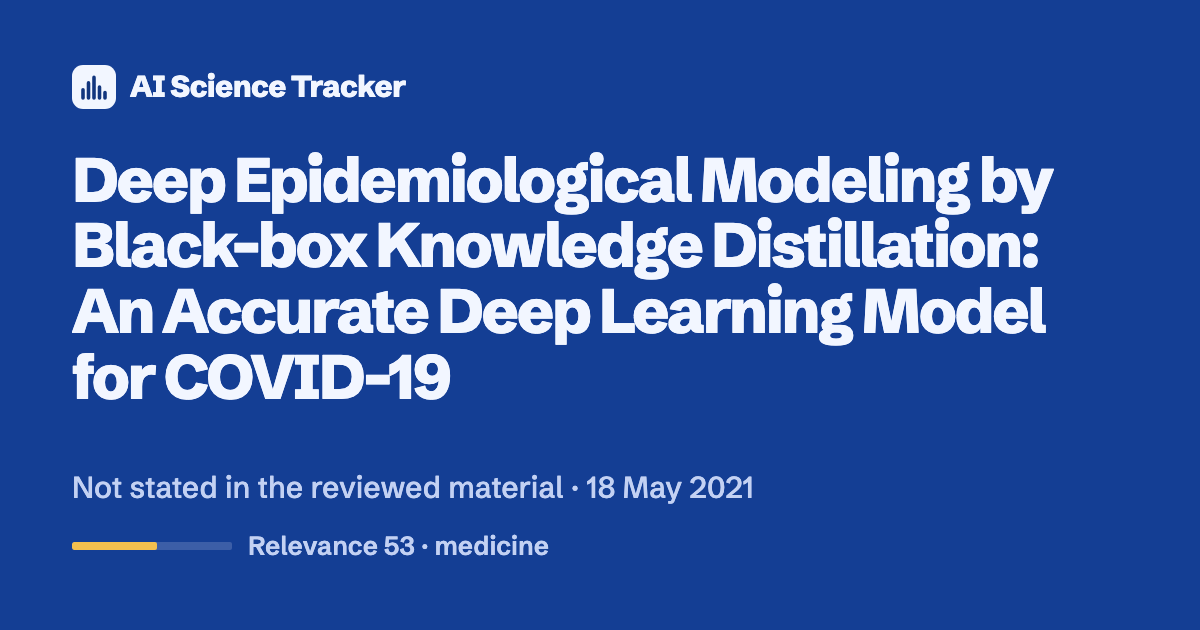 AI Science Tracker
Deep Epidemiological Modeling by
Black-box Knowledge Distillation:
An Accurate Deep Learning Model
for COVID-19
Not stated in the reviewed material · 18 May 2021
Relevance 53 · medicine